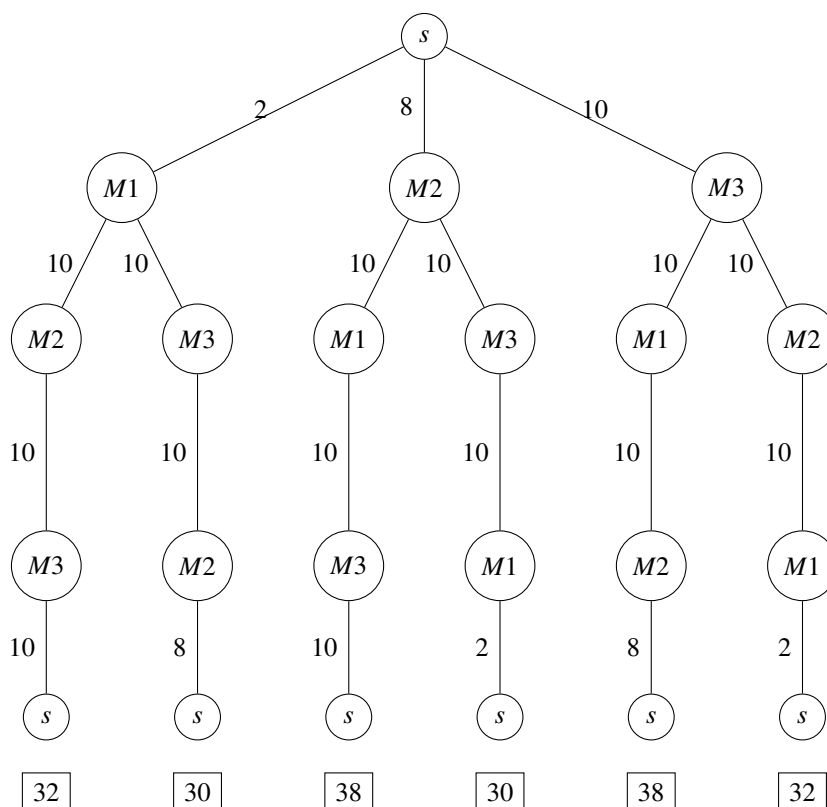 s
2 8 10
M1 M2 M3
10 10 10 10 10 10
M2 M3 M1 M3 M1 M2
10 10 10 10 10 10
M3 M2 M3 M1 M2 M1
10 8 10 2 8 2
s s s s s s
32 30 38 30 38 32